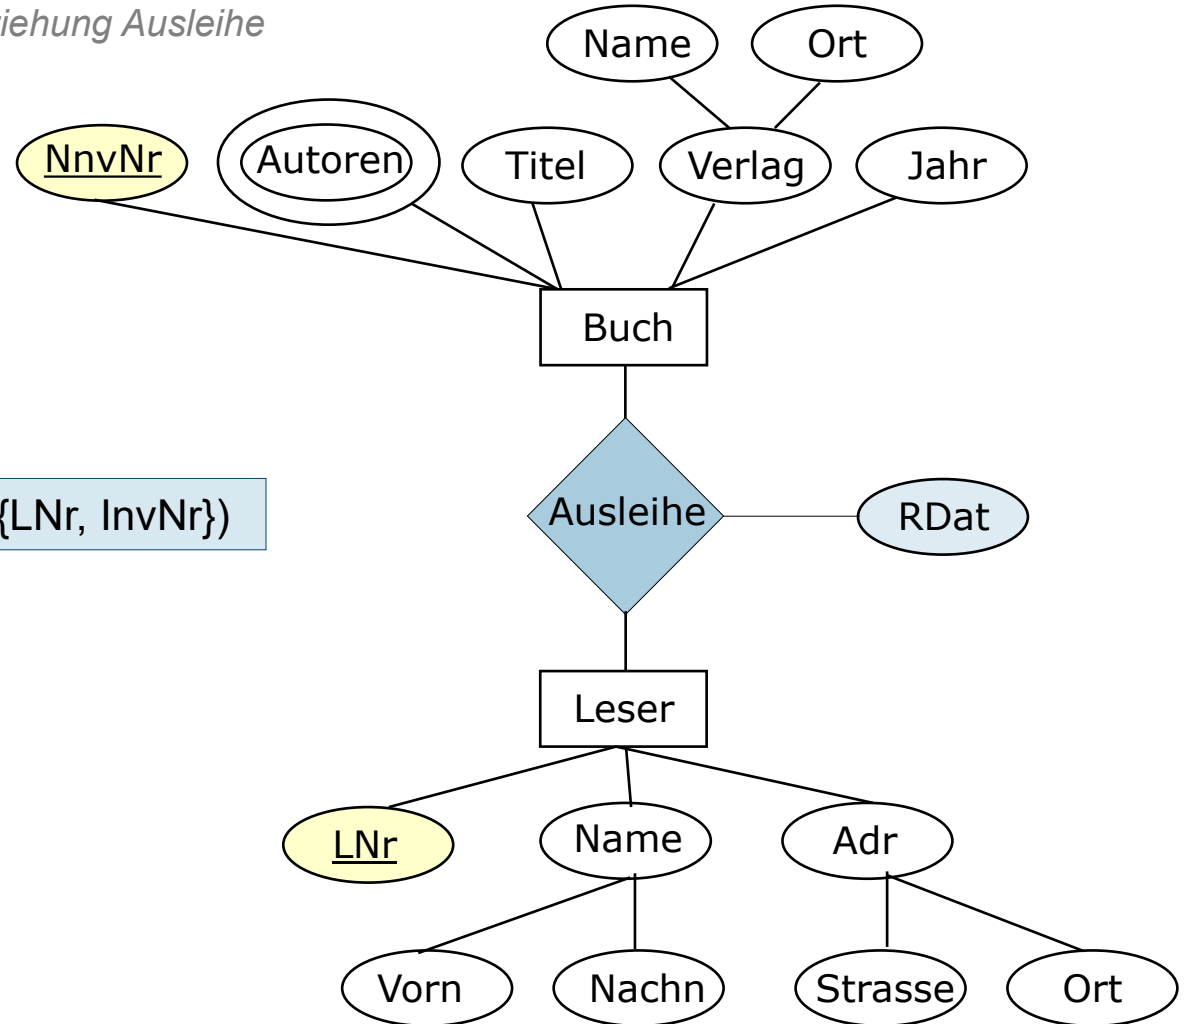 iehung Ausleihe
Name Ort
NnvNr Autoren Titel Verlag Jahr
Buch
{LNr, InvNr})
Ausleihe RDat
Leser
LNr Name Adr
Vorn Nachn Strasse Ort